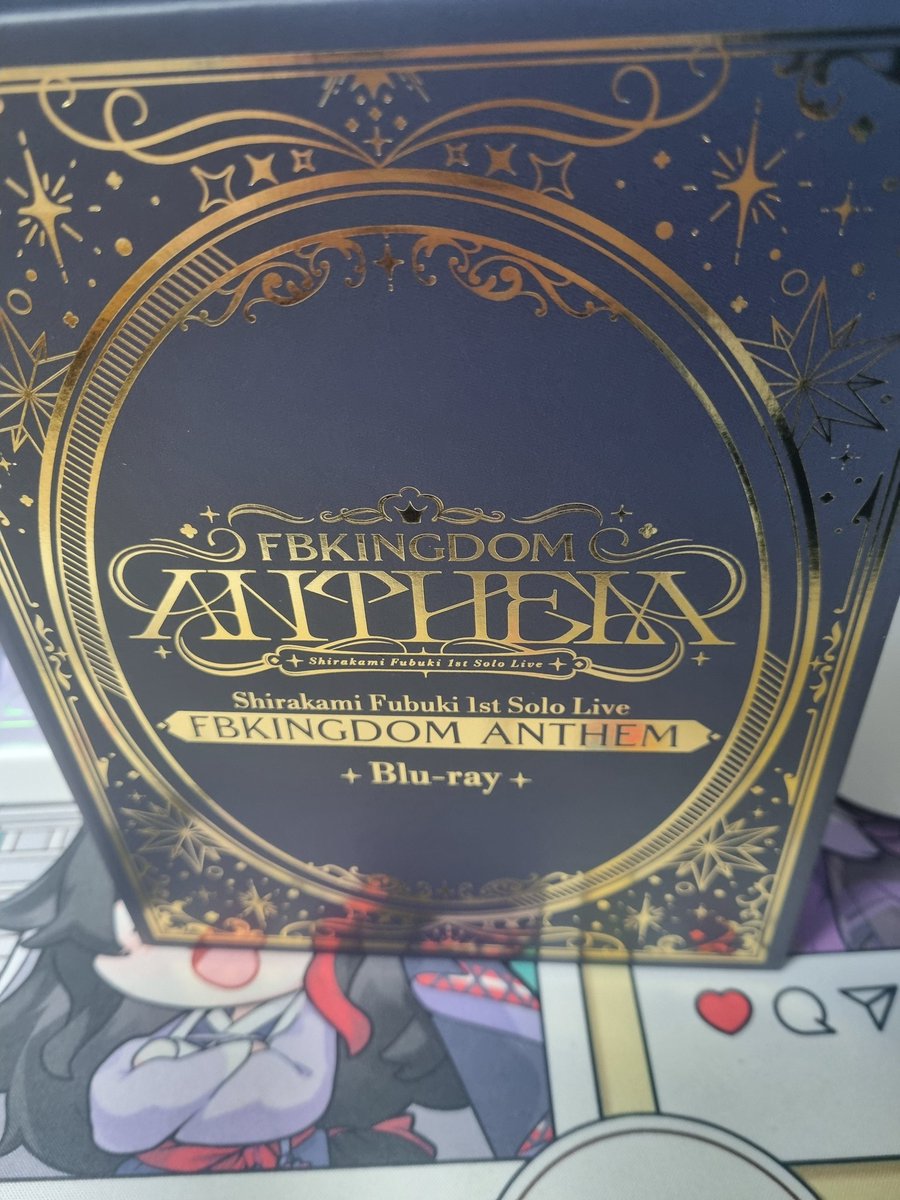 FBKINGDOM
ANTHEM
Shirakami Fubuki 1st Solo Live
Shirakami Fubuki 1st Solo Live
FBKINGDOM ANTHEM
Blu-ray